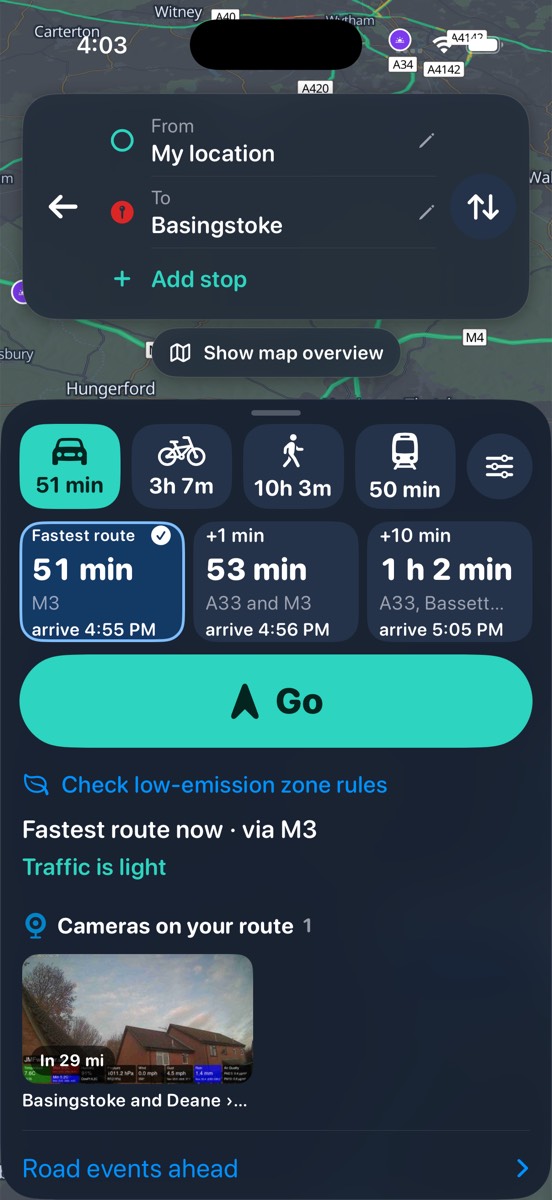 Witney
A40
Wytham
Carterton
4:03
A4142
A34
A4142
A420
From
My location
To
Basingstoke
+ Add stop
M4
sbury
Show map overview
Hungerford
51 min
3h 7m
10h 3m
50 min
Fastest route
51 min
M3
arrive 4:55 PM
+1 min
53 min
A33 and M3
arrive 4:56 PM
+10 min
1 h 2 min
A33, Bassett...
arrive 5:05 PM
Go
Check low-emission zone rules
Fastest route now · via M3
Traffic is light
Cameras on your route 1
In 29 mi
Basingstoke and Deane ›...
Road events ahead